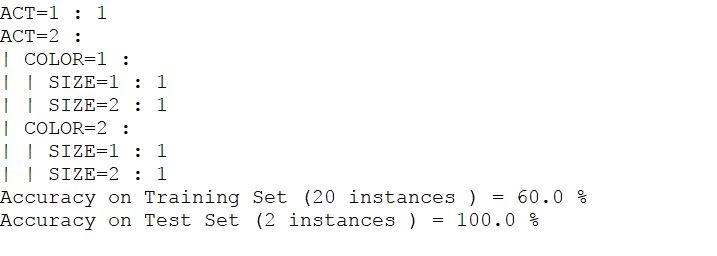 ACT=1 : 1
ACT=2 :
| COLOR=1 :
| | SIZE=1 : 1
| | SIZE=2 : 1
| COLOR=2 :
| | SIZE=1 : 1
| | SIZE=2 : 1
Accuracy on Training Set (20 instances ) = 60.0 %
Accuracy on Test Set (2 instances ) = 100.0 %